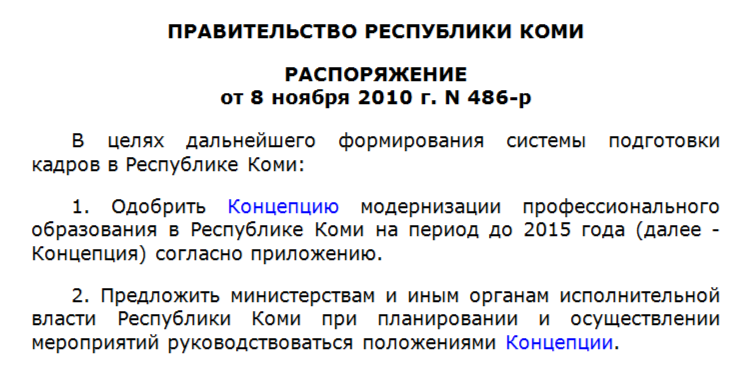 ПРАВИТЕЛЬСТВО РЕСПУБЛИКИ КОМИ
РАСПОРЯЖЕНИЕ
от 8 ноября 2010 г. N 486-р
В целях дальнейшего формирования системы подготовки
кадров в Республике Коми:
1. Одобрить Концепцию модернизации профессионального
образования в Республике Коми на период до 2015 года (далее -
Концепция) согласно приложению.
2. Предложить министерствам и иным органам исполнительной
власти Республики Коми при планировании и осуществлении
мероприятий руководствоваться положениями Концепции.